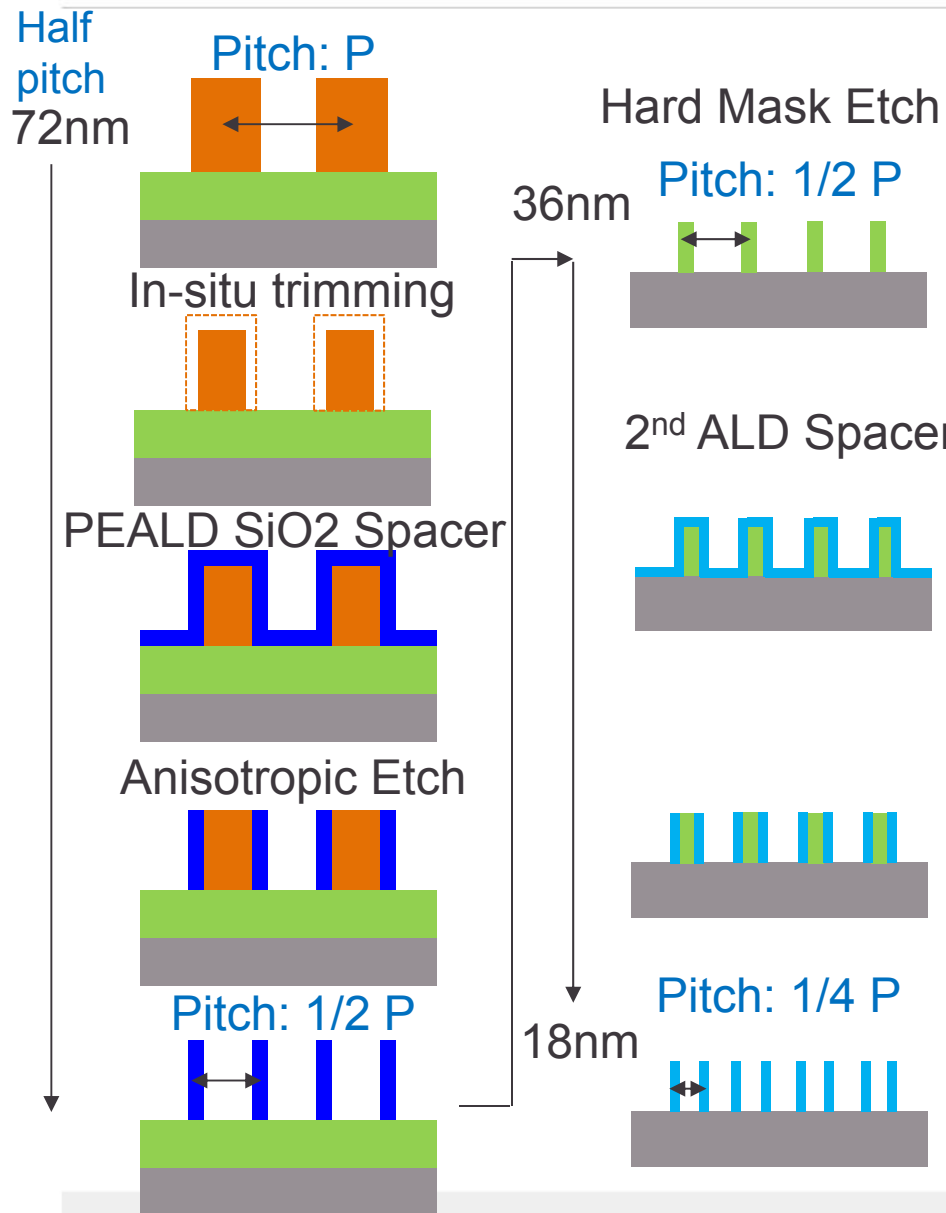 Half
pitch
72nm
Pitch: P
In-situ trimming
PEALD SiO2 Spacer
Anisotropic Etch
Pitch: 1/2 P
Hard Mask Etch
36nm
Pitch: 1/2 P
2nd ALD Spacer
Pitch: 1/4 P
18nm